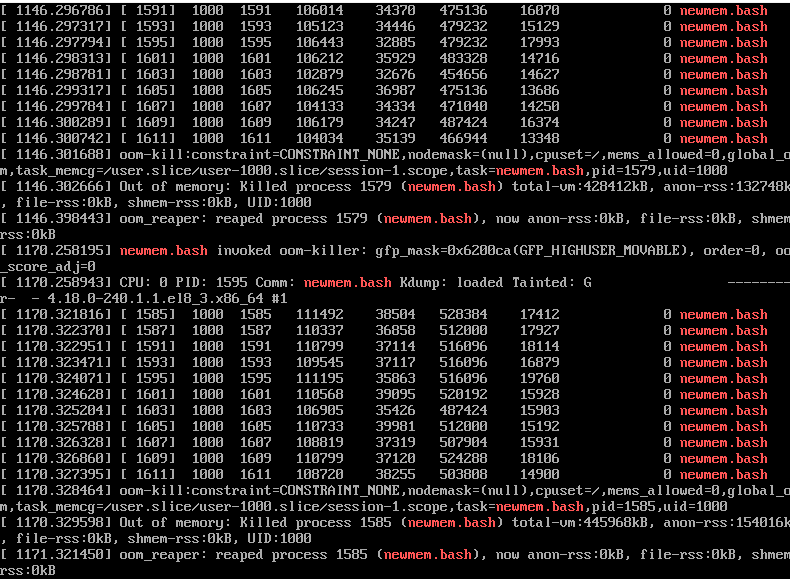 [ 1146.296786] [ 1591]  1000  1591   106014    34370   475136    16070             0 newmem.bash
[ 1146.297317] [ 1593]  1000  1593   105123    34446   479232    15129             0 newmem.bash
[ 1146.297794] [ 1595]  1000  1595   106443    32885   479232    17993             0 newmem.bash
[ 1146.298313] [ 1601]  1000  1601   106212    35929   483328    14716             0 newmem.bash
[ 1146.298781] [ 1603]  1000  1603   102879    32676   454656    14627             0 newmem.bash
[ 1146.299317] [ 1605]  1000  1605   106245    36987   475136    13686             0 newmem.bash
[ 1146.299784] [ 1607]  1000  1607   104133    34334   471040    14250             0 newmem.bash
[ 1146.300289] [ 1609]  1000  1609   106179    34247   487424    16374             0 newmem.bash
[ 1146.300742] [ 1611]  1000  1611   104034    35139   466944    13348             0 newmem.bash
[ 1146.301688] oom-kill:constraint=CONSTRAINT_NONE,nodemask=(null),cpuset=/,mems_allowed=0,global_oo
m,task_memcg=/user.slice/user-1000.slice/session-1.scope,task=newmem.bash,pid=1579,uid=1000
[ 1146.302666] Out of memory: Killed process 1579 (newmem.bash) total-vm:428412kB, anon-rss:132748kB
, file-rss:0kB, shmem-rss:0kB, UID:1000
[ 1146.398443] oom_reaper: reaped process 1579 (newmem.bash), now anon-rss:0kB, file-rss:0kB, shmem-
rss:0kB
[ 1170.258195] newmem.bash invoked oom-killer: gfp_mask=0x6200ca(GFP_HIGHUSER_MOVABLE), order=0, oom
_score_adj=0
[ 1170.258943] CPU: 0 PID: 1595 Comm: newmem.bash Kdump: loaded Tainted: G               --------
r-  - 4.18.0-240.1.1.el8_3.x86_64 #1
[ 1170.321816] [ 1585]  1000  1585   111492    38504   528384    17412             0 newmem.bash
[ 1170.322370] [ 1587]  1000  1587   110337    36858   512000    17927             0 newmem.bash
[ 1170.322951] [ 1591]  1000  1591   110799    37114   516096    18114             0 newmem.bash
[ 1170.323471] [ 1593]  1000  1593   109545    37117   516096    16879             0 newmem.bash
[ 1170.324071] [ 1595]  1000  1595   111195    35863   516096    19760             0 newmem.bash
[ 1170.324628] [ 1601]  1000  1601   110568    39095   520192    15928             0 newmem.bash
[ 1170.325204] [ 1603]  1000  1603   106905    35426   487424    15903             0 newmem.bash
[ 1170.325788] [ 1605]  1000  1605   110733    39981   512000    15192             0 newmem.bash
[ 1170.326328] [ 1607]  1000  1607   108819    37319   507904    15931             0 newmem.bash
[ 1170.326860] [ 1609]  1000  1609   110799    37120   524288    18106             0 newmem.bash
[ 1170.327395] [ 1611]  1000  1611   108720    38255   503808    14900             0 newmem.bash
[ 1170.328464] oom-kill:constraint=CONSTRAINT_NONE,nodemask=(null),cpuset=/,mems_allowed=0,global_oo
m,task_memcg=/user.slice/user-1000.slice/session-1.scope,task=newmem.bash,pid=1585,uid=1000
[ 1170.329598] Out of memory: Killed process 1585 (newmem.bash) total-vm:445968kB, anon-rss:154016kB
, file-rss:0kB, shmem-rss:0kB, UID:1000
[ 1171.321450] oom_reaper: reaped process 1585 (newmem.bash), now anon-rss:0kB, file-rss:0kB, shmem-
rss:0kB